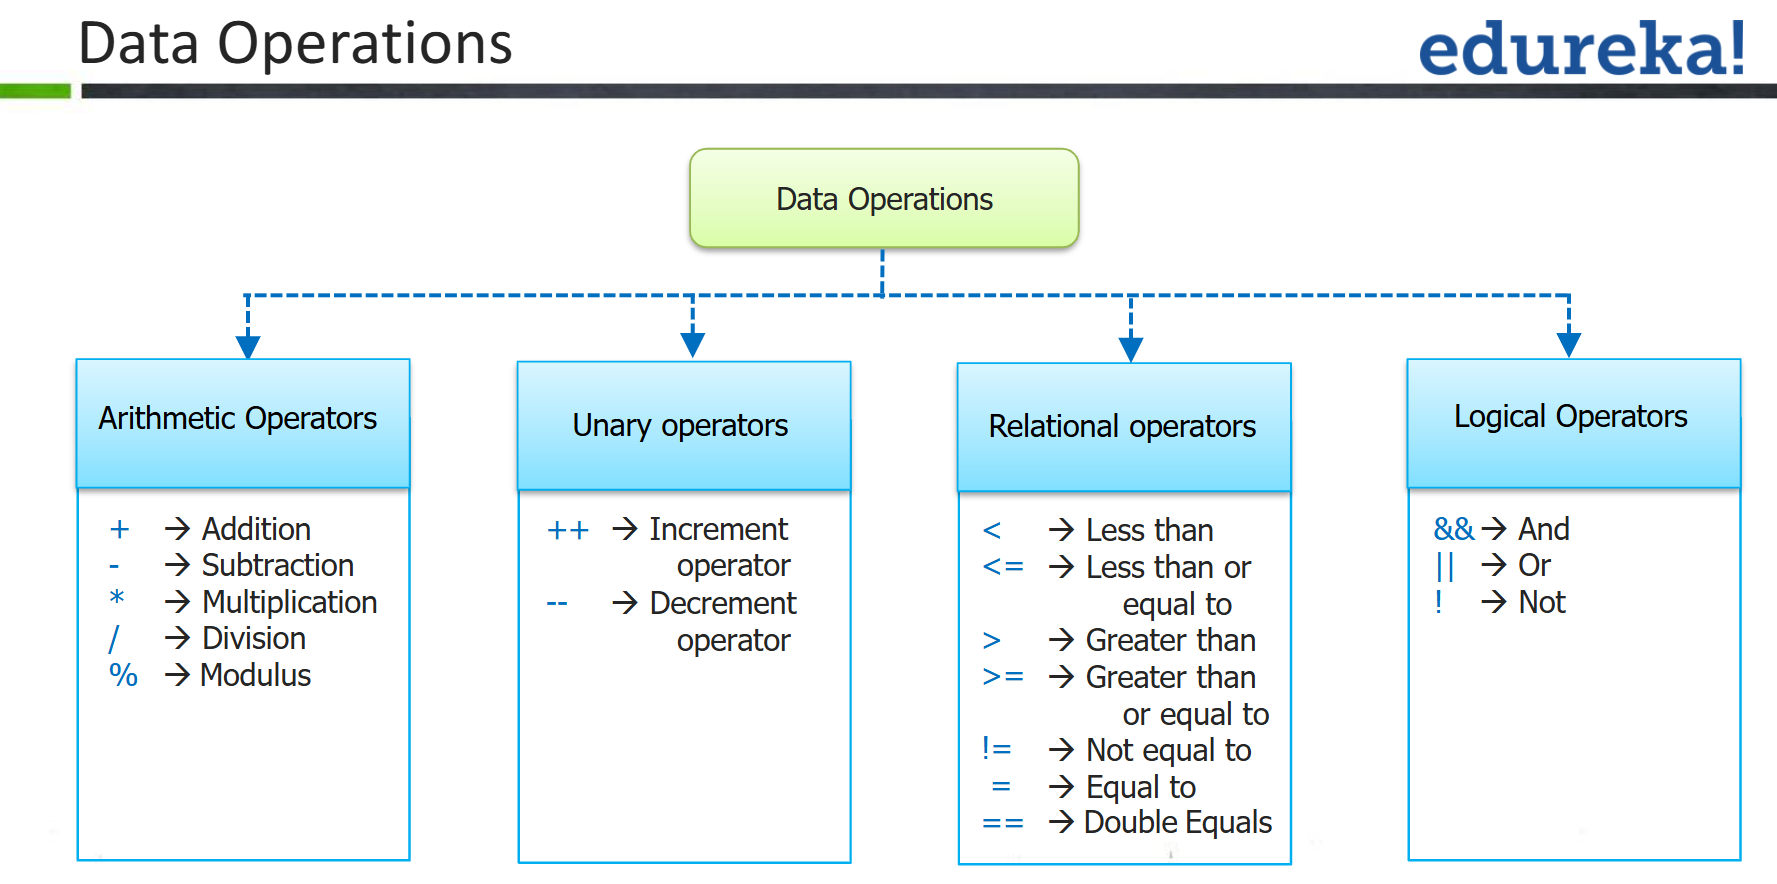 Data Operations
edureka!
Data Operations
Arithmetic Operators
+ → Addition
- → Subtraction
* → Multiplication
/ → Division
% → Modulus
Unary operators
++ → Increment
operator
-- → Decrement
operator
Relational operators
< → Less than
<= → Less than or
equal to
> → Greater than
>= → Greater than
or equal to
!= → Not equal to
= → Equal to
== → Double Equals
Logical Operators
&& → And
|| → Or
! → Not